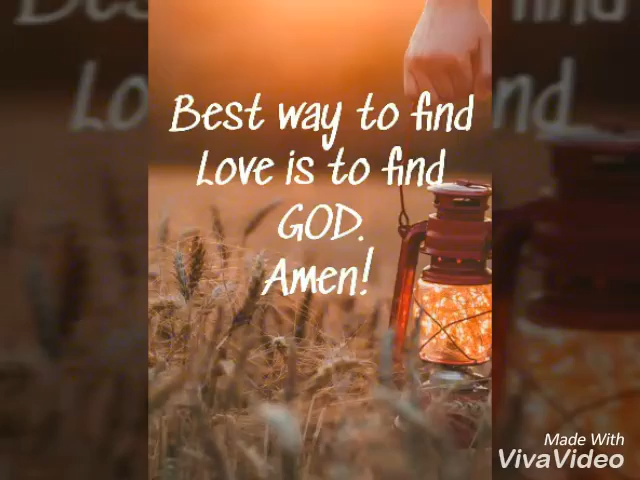 Best way to find
Love is to find
GOD.
Amen!
Made With
VivaVideo